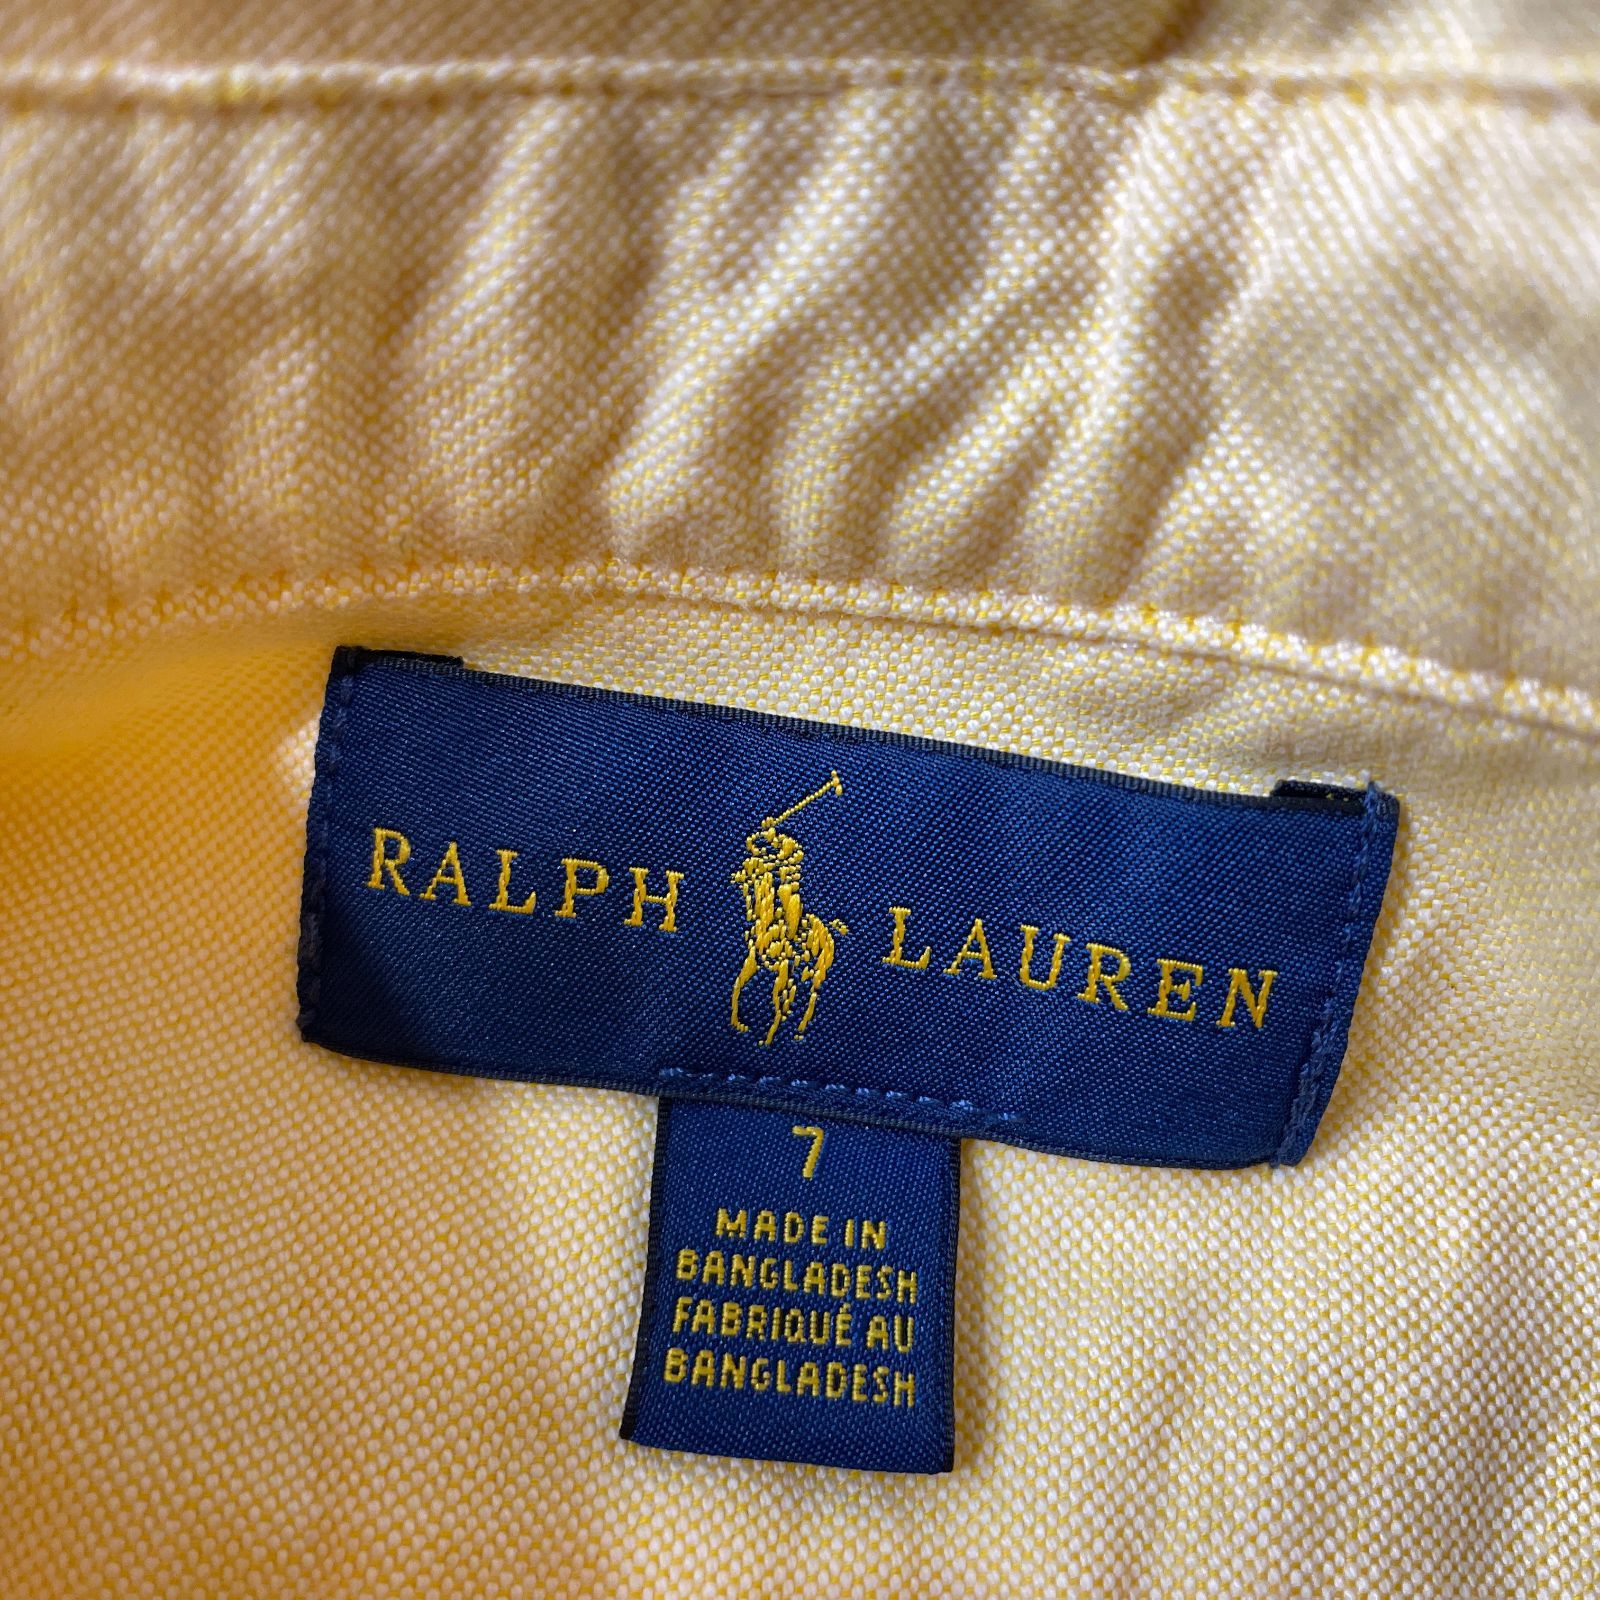 RALPH LAUREN
7
MADE IN
BANGLADESH
FABRIQUÉ AU
BANGLADESH